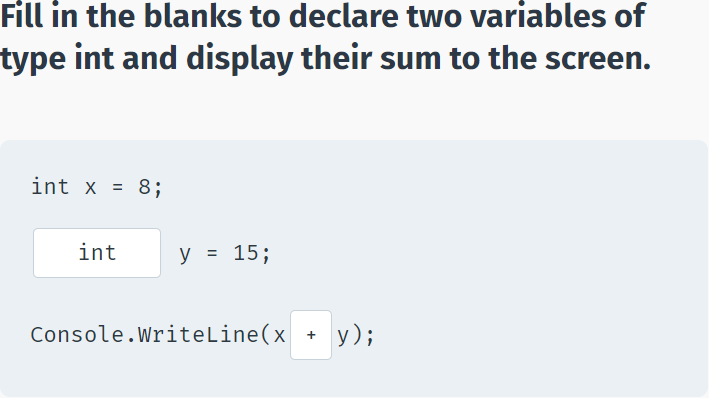 Fill in the blanks to declare two variables of
type int and display their sum to the screen.
int x = 8;
int y = 15;
Console.WriteLine(x + y);